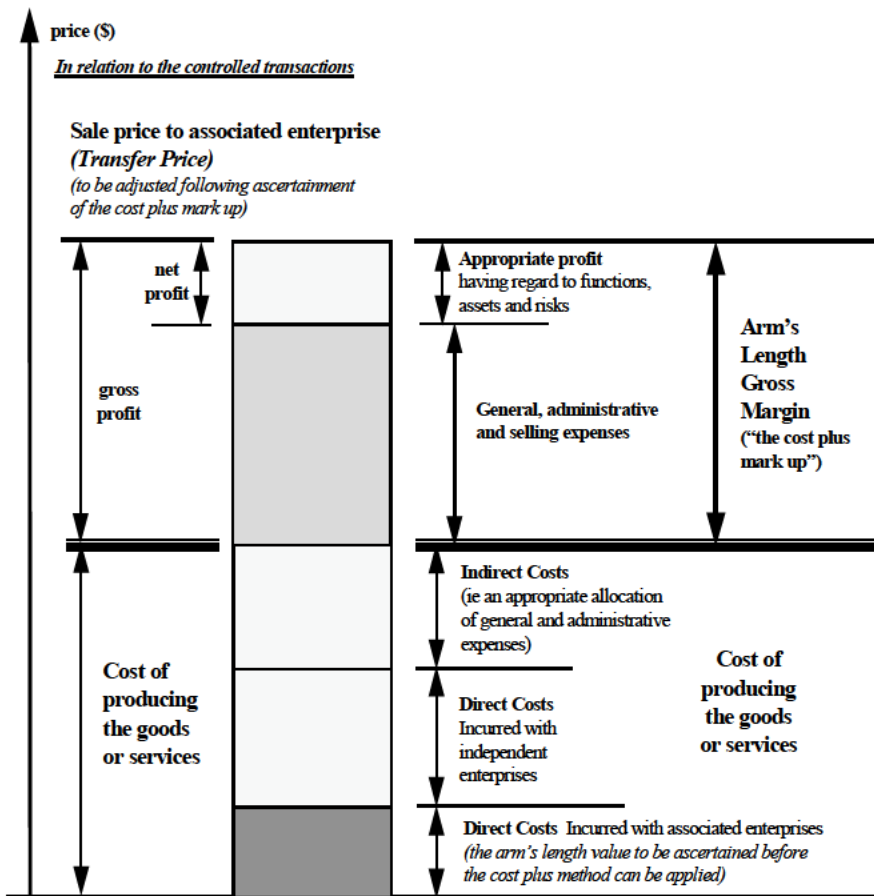 price ($)
In relation to the controlled transactions
Sale price to associated enterprise
(Transfer Price)
(to be adjusted following ascertainment
of the cost plus mark up)
net
profit
gross
profit
Appropriate profit
having regard to functions,
assets and risks
General, administrative
and selling expenses
Arm's
Length
Gross
Margin
("the cost plus
mark up")
Cost of
producing
the goods
or services
Indirect Costs
(ie an appropriate allocation
of general and administrative
expenses)
Direct Costs
Incurred with
independent
enterprises
Direct Costs Incurred with associated enterprises
(the arm's length value to be ascertained before
the cost plus method can be applied)
Cost of
producing
the goods
or services